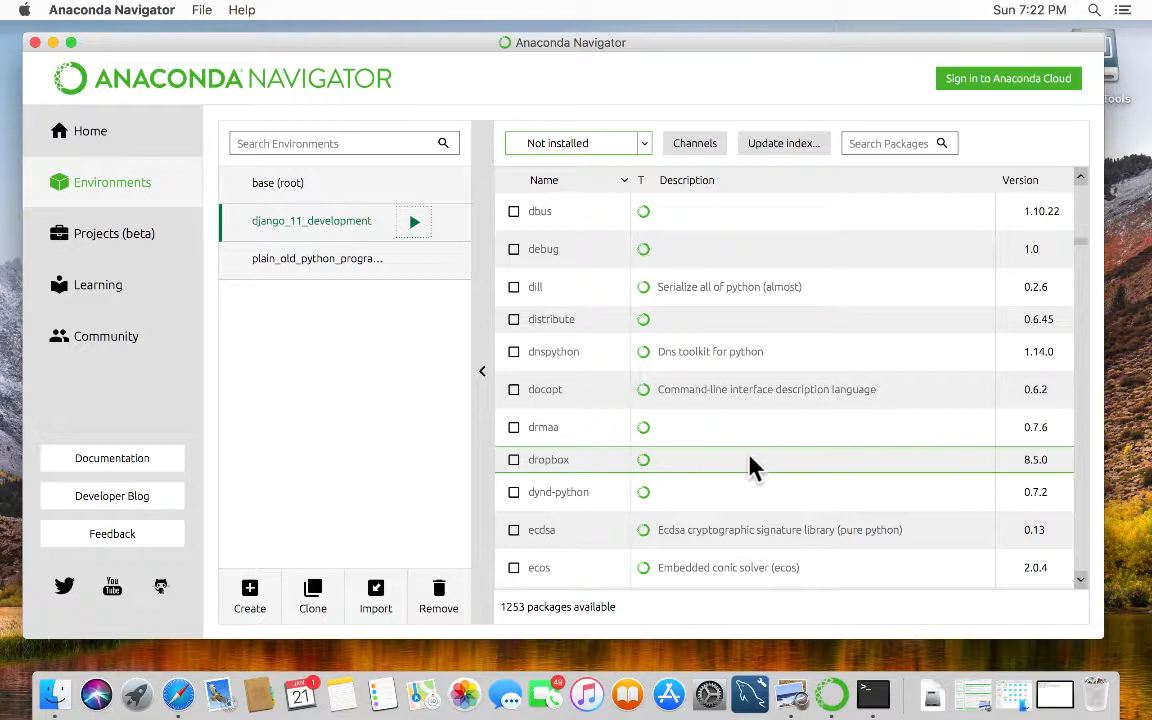 Anaconda Navigator File Help Sun 7:22 PM
Anaconda Navigator
ANACONDA NAVIGATOR
Sign in to Anaconda Cloud
Tools
Home
Environments
Projects (beta)
Learning
Community
Documentation
Developer Blog
Feedback
You
Tube
Search Environments
base (root)
django_11_development
plain_old_python_progra...
Create Clone Import Remove
Not installed Channels Update index... Search Packages
Name T Description Version
dbus 1.10.22
debug 1.0
dill Serialize all of python (almost) 0.2.6
distribute 0.6.45
dnspython Dns toolkit for python 1.14.0
docopt Command-line interface description language 0.6.2
drmaa 0.7.6
dropbox 8.5.0
dynd-python 0.7.2
ecdsa Ecdsa cryptographic signature library (pure python) 0.13
ecos Embedded conic solver (ecos) 2.0.4
1253 packages available
21
1
49